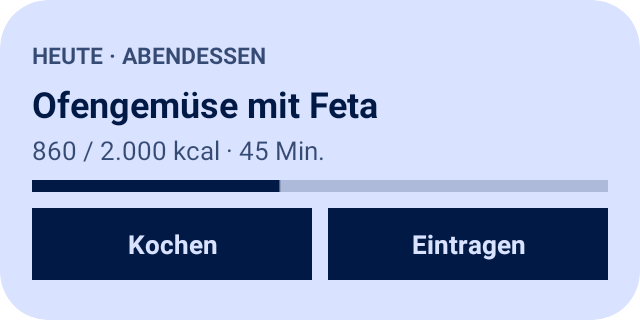 HEUTE · ABENDESSEN
Ofengemüse mit Feta
860 / 2.000 kcal · 45 Min.
Kochen
Eintragen